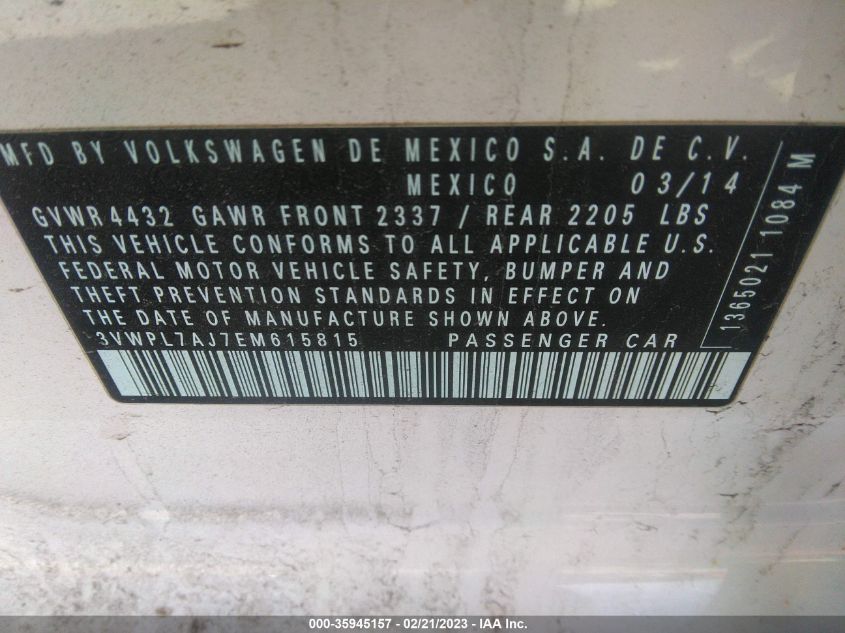 MFD BY VOLKSWAGEN DE MEXICO S.A. DE C.V.
MEXICO 03/14
GVWR 4432 GAWR FRONT 2337 / REAR 2205 LBS
THIS VEHICLE CONFORMS TO ALL APPLICABLE U.S.
FEDERAL MOTOR VEHICLE SAFETY, BUMPER AND
THEFT PREVENTION STANDARDS IN EFFECT ON
THE DATE OF MANUFACTURE SHOWN ABOVE.
3VWPL7AJ7EM615815 PASSENGER CAR
1365021 1084 M
000-35945157 - 02/21/2023 - © IAA, Inc.